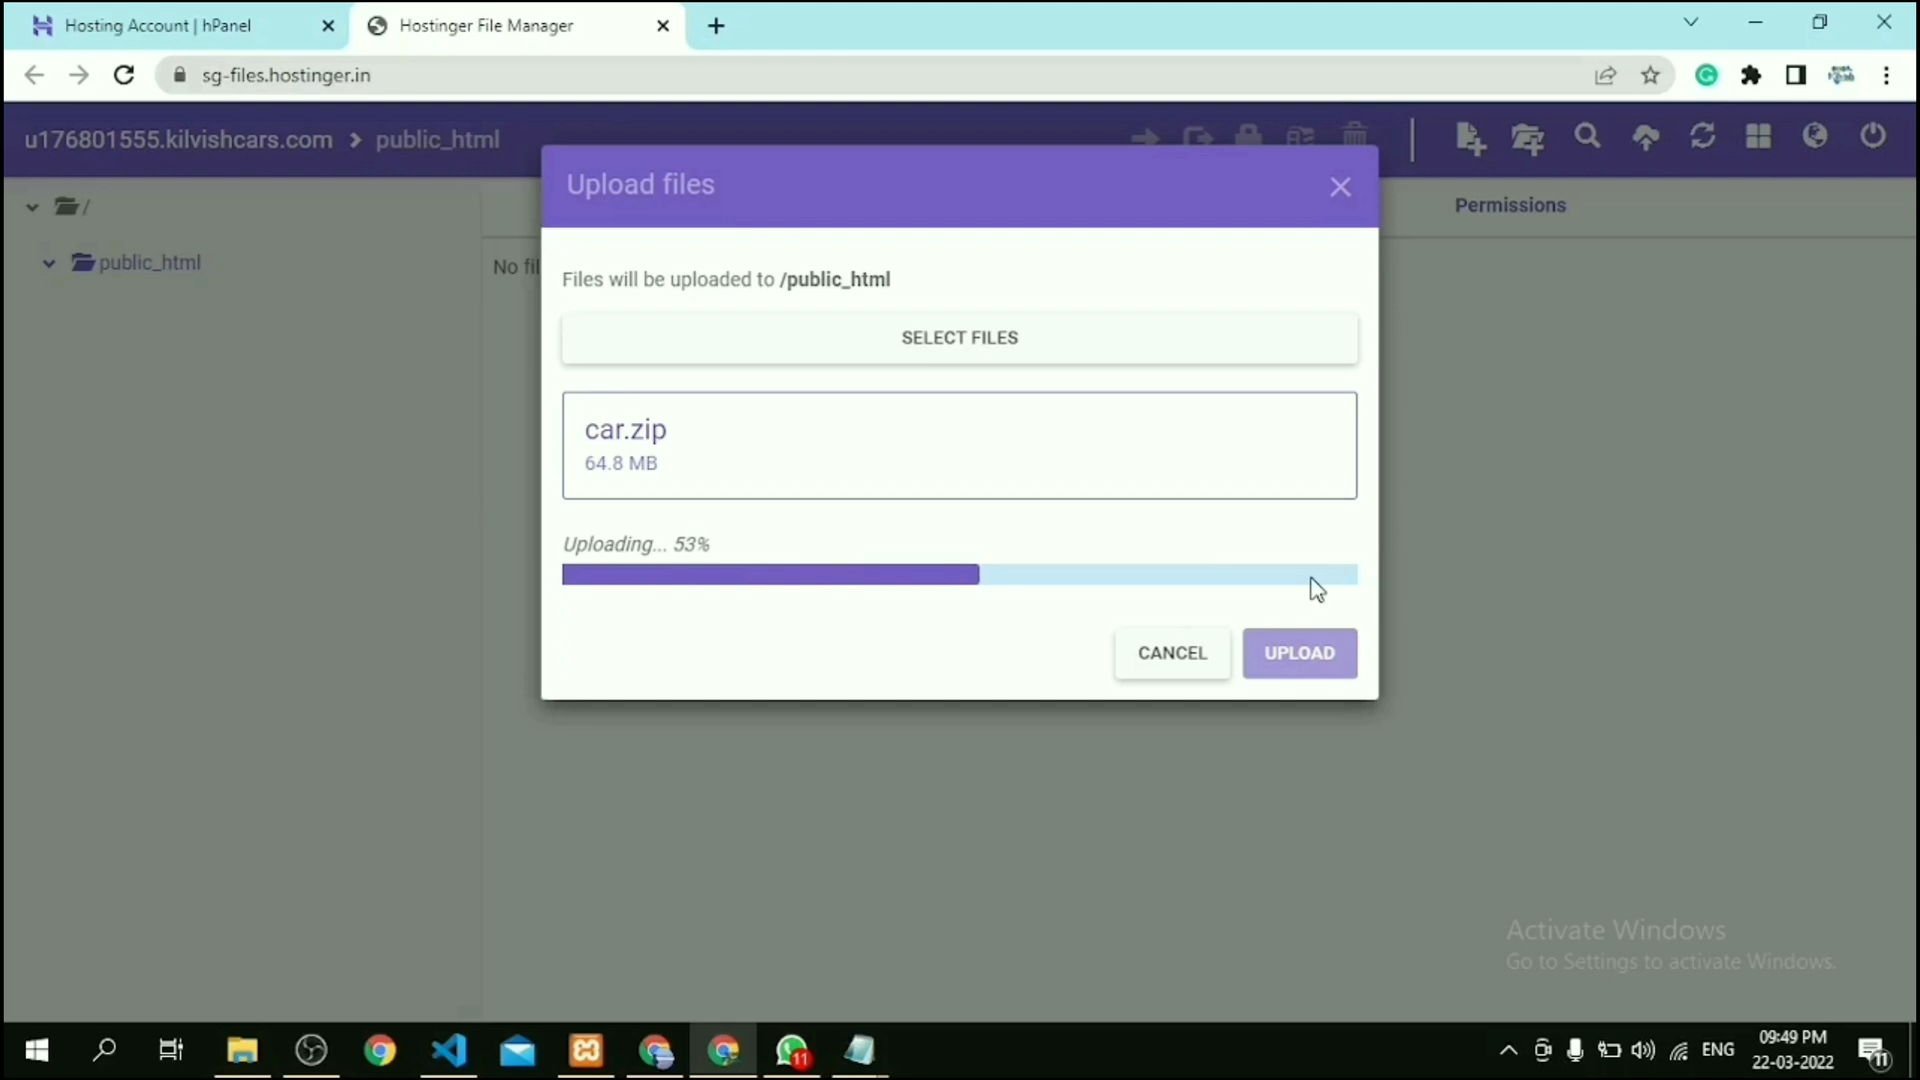 Hosting Account | hPanel
Hostinger File Manager
sg-files.hostinger.in
u176801555.kilvishcars.com > public_html
Upload files
/
Permissions
public_html
No fil
Files will be uploaded to /public_html
SELECT FILES
car.zip
64.8 MB
Uploading... 53%
CANCEL
UPLOAD
Activate Windows
Go to Settings to activate Windows.
11
ENG
09:49 PM
22-03-2022
11